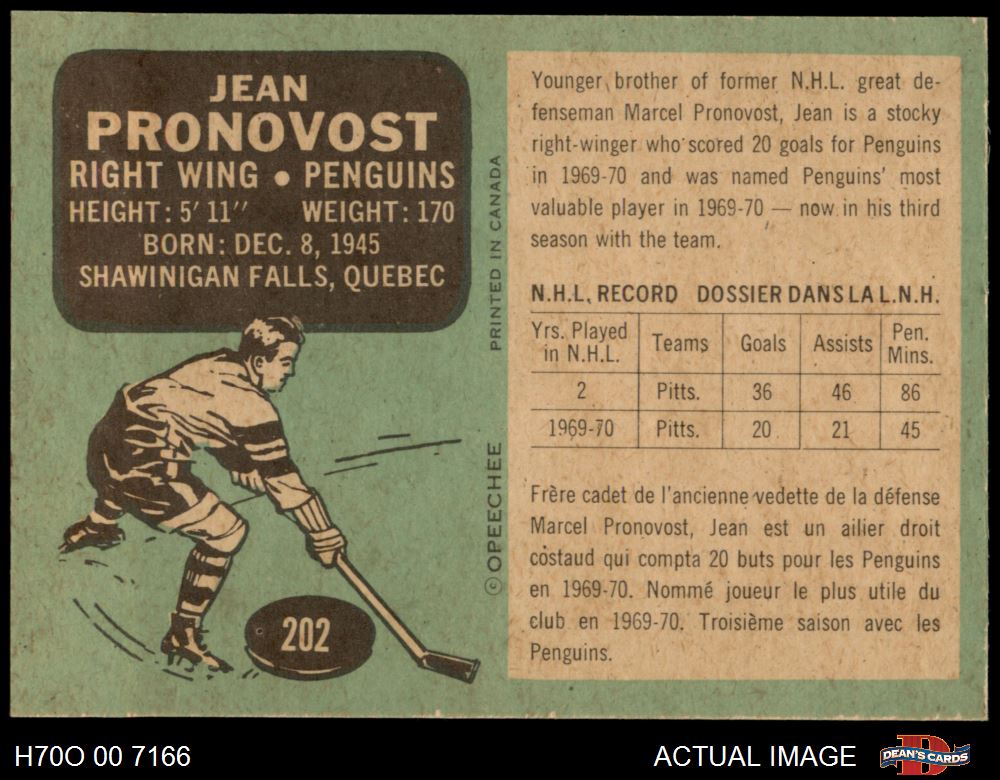 JEAN
PRONOVOST
RIGHT WING • PENGUINS
HEIGHT: 5' 11'' WEIGHT: 170
BORN: DEC. 8, 1945
SHAWINIGAN FALLS, QUEBEC
202
PRINTED IN CANADA
© OPEECHEE
Younger brother of former N.H.L. great de-
fenseman Marcel Pronovost, Jean is a stocky
right-winger who scored 20 goals for Penguins
in 1969-70 and was named Penguins' most
valuable player in 1969-70 — now in his third
season with the team.
N.H.L. RECORD DOSSIER DANS LA L.N.H.
Yrs. Played in N.H.L. Teams Goals Assists Pen. Mins.
2 Pitts. 36 46 86
1969-70 Pitts. 20 21 45
Frère cadet de l'ancienne vedette de la défense
Marcel Pronovost, Jean est un ailier droit
costaud qui compta 20 buts pour les Penguins
en 1969-70. Nommé joueur le plus utile du
club en 1969-70. Troisième saison avec les
Penguins.
H70O 00 7166
ACTUAL IMAGE
DEAN'S CARDS